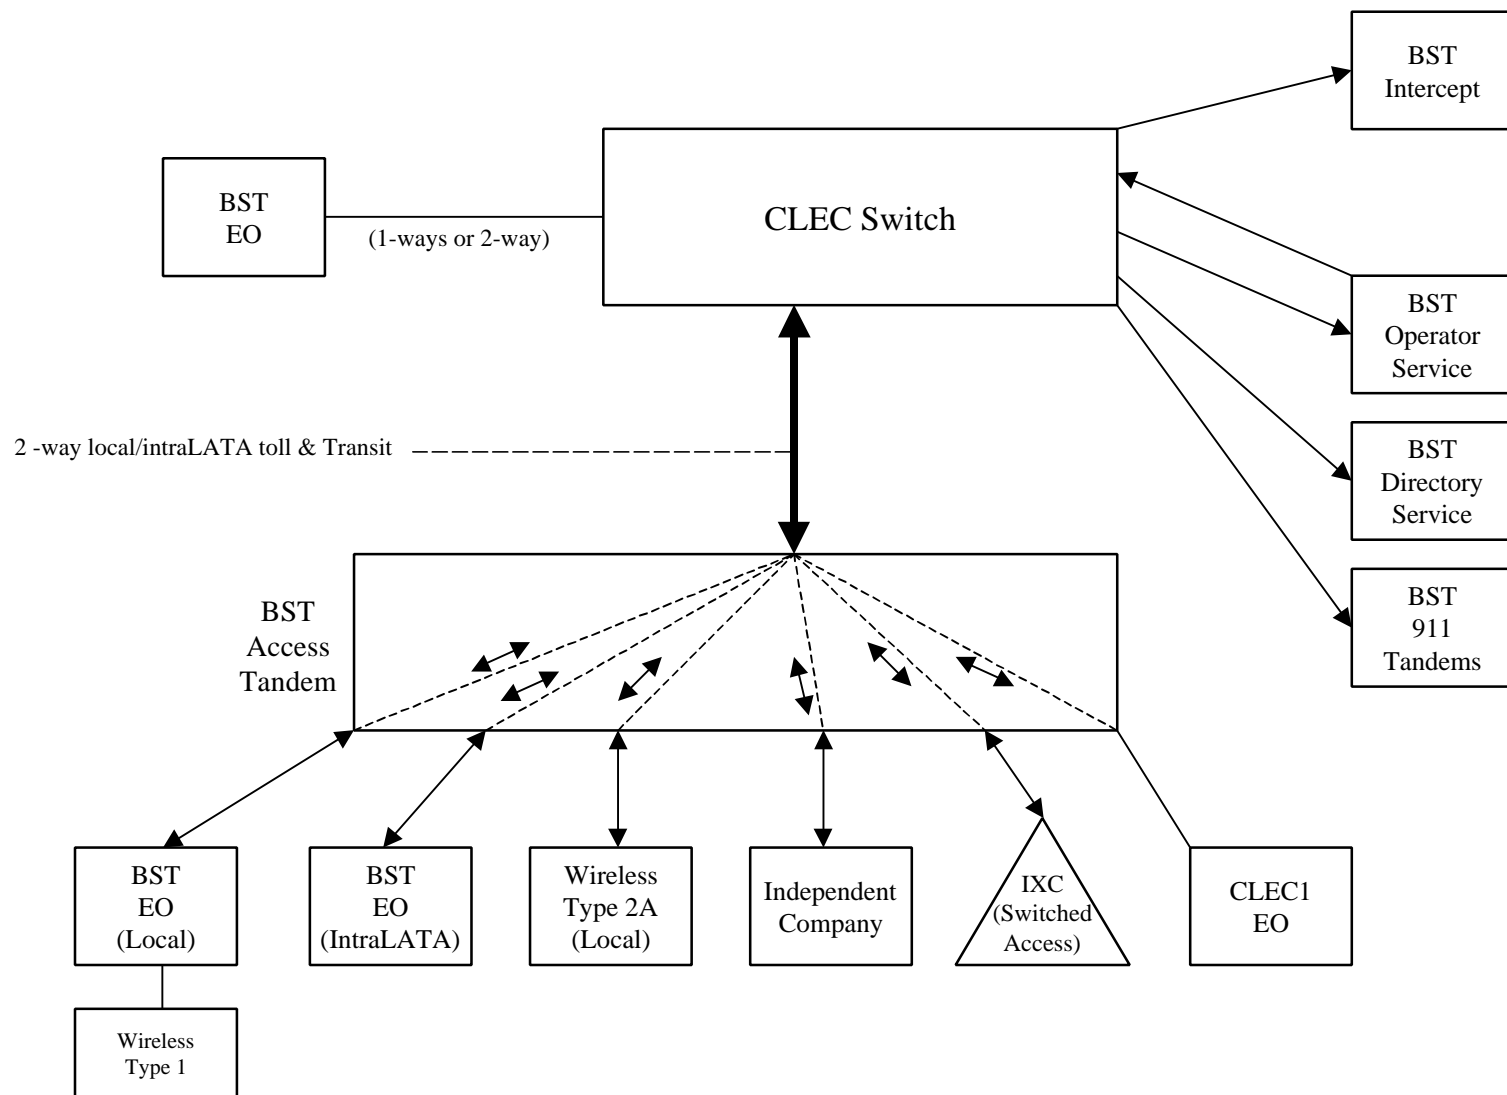 BST
Intercept
BST
EO
(1-ways or 2-way)
CLEC Switch
BST
Operator
Service
2 -way local/intraLATA toll & Transit
BST
Directory
Service
BST
Access
Tandem
BST
911
Tandems
BST
EO
(Local)
BST
EO
(IntraLATA)
Wireless
Type 2A
(Local)
Independent
Company
IXC
(Switched
Access)
CLEC1
EO
Wireless
Type 1